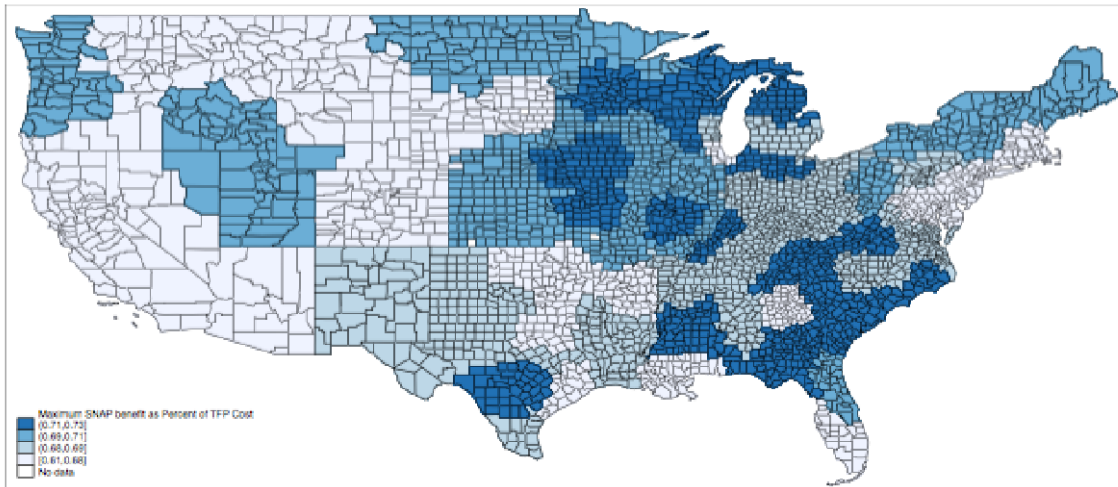 Maximum SNAP benefit as Percent of TFP Cost
(0.71,0.73]
(0.69,0.71]
(0.68,0.69]
[0.61,0.68]
No data